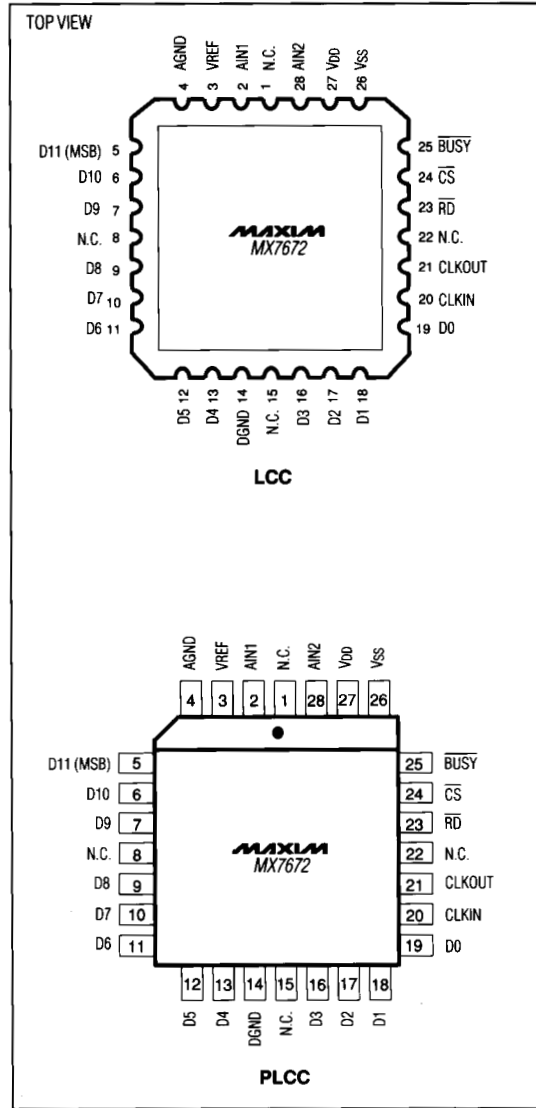 TOP VIEW
AGND VREF AIN1 N.C. AIN2 VDD VSS
4 3 2 1 28 27 26
D11 (MSB) 5 25 BUSY
D10 6 24 CS
D9 7 23 RD
N.C. 8 22 N.C.
D8 9 21 CLKOUT
D7 10 20 CLKIN
D6 11 19 D0
MAXIM
MX7672
12 13 14 15 16 17 18
D5 D4 DGND N.C. D3 D2 D1
LCC
AGND VREF AIN1 N.C. AIN2 VDD VSS
4 3 2 1 28 27 26
D11 (MSB) 5 25 BUSY
D10 6 24 CS
D9 7 23 RD
N.C. 8 22 N.C.
D8 9 21 CLKOUT
D7 10 20 CLKIN
D6 11 19 D0
MAXIM
MX7672
12 13 14 15 16 17 18
D5 D4 DGND N.C. D3 D2 D1
PLCC